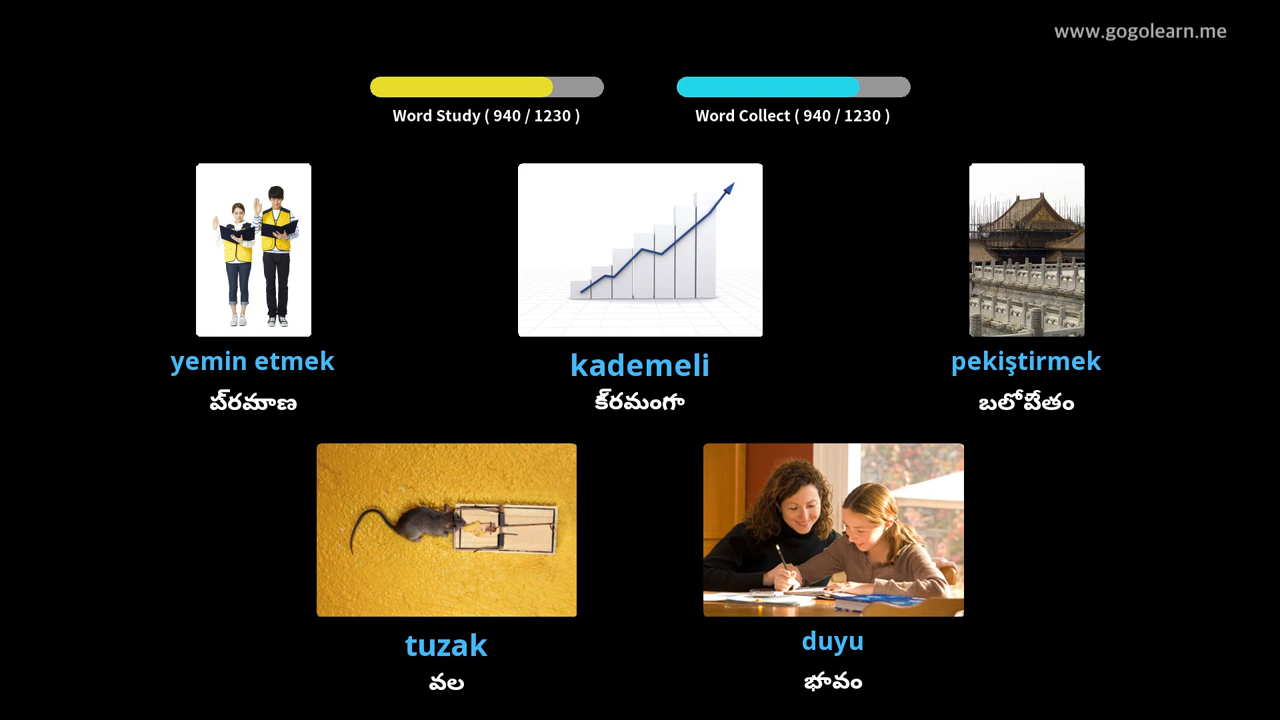 www.gogolearn.me
Word Study ( 940 / 1230 )
Word Collect ( 940 / 1230 )
yemin etmek
ప్రమాణ
kademeli
క్రమంగా
pekiştirmek
బలోపేతం
tuzak
వల
duyu
భావం